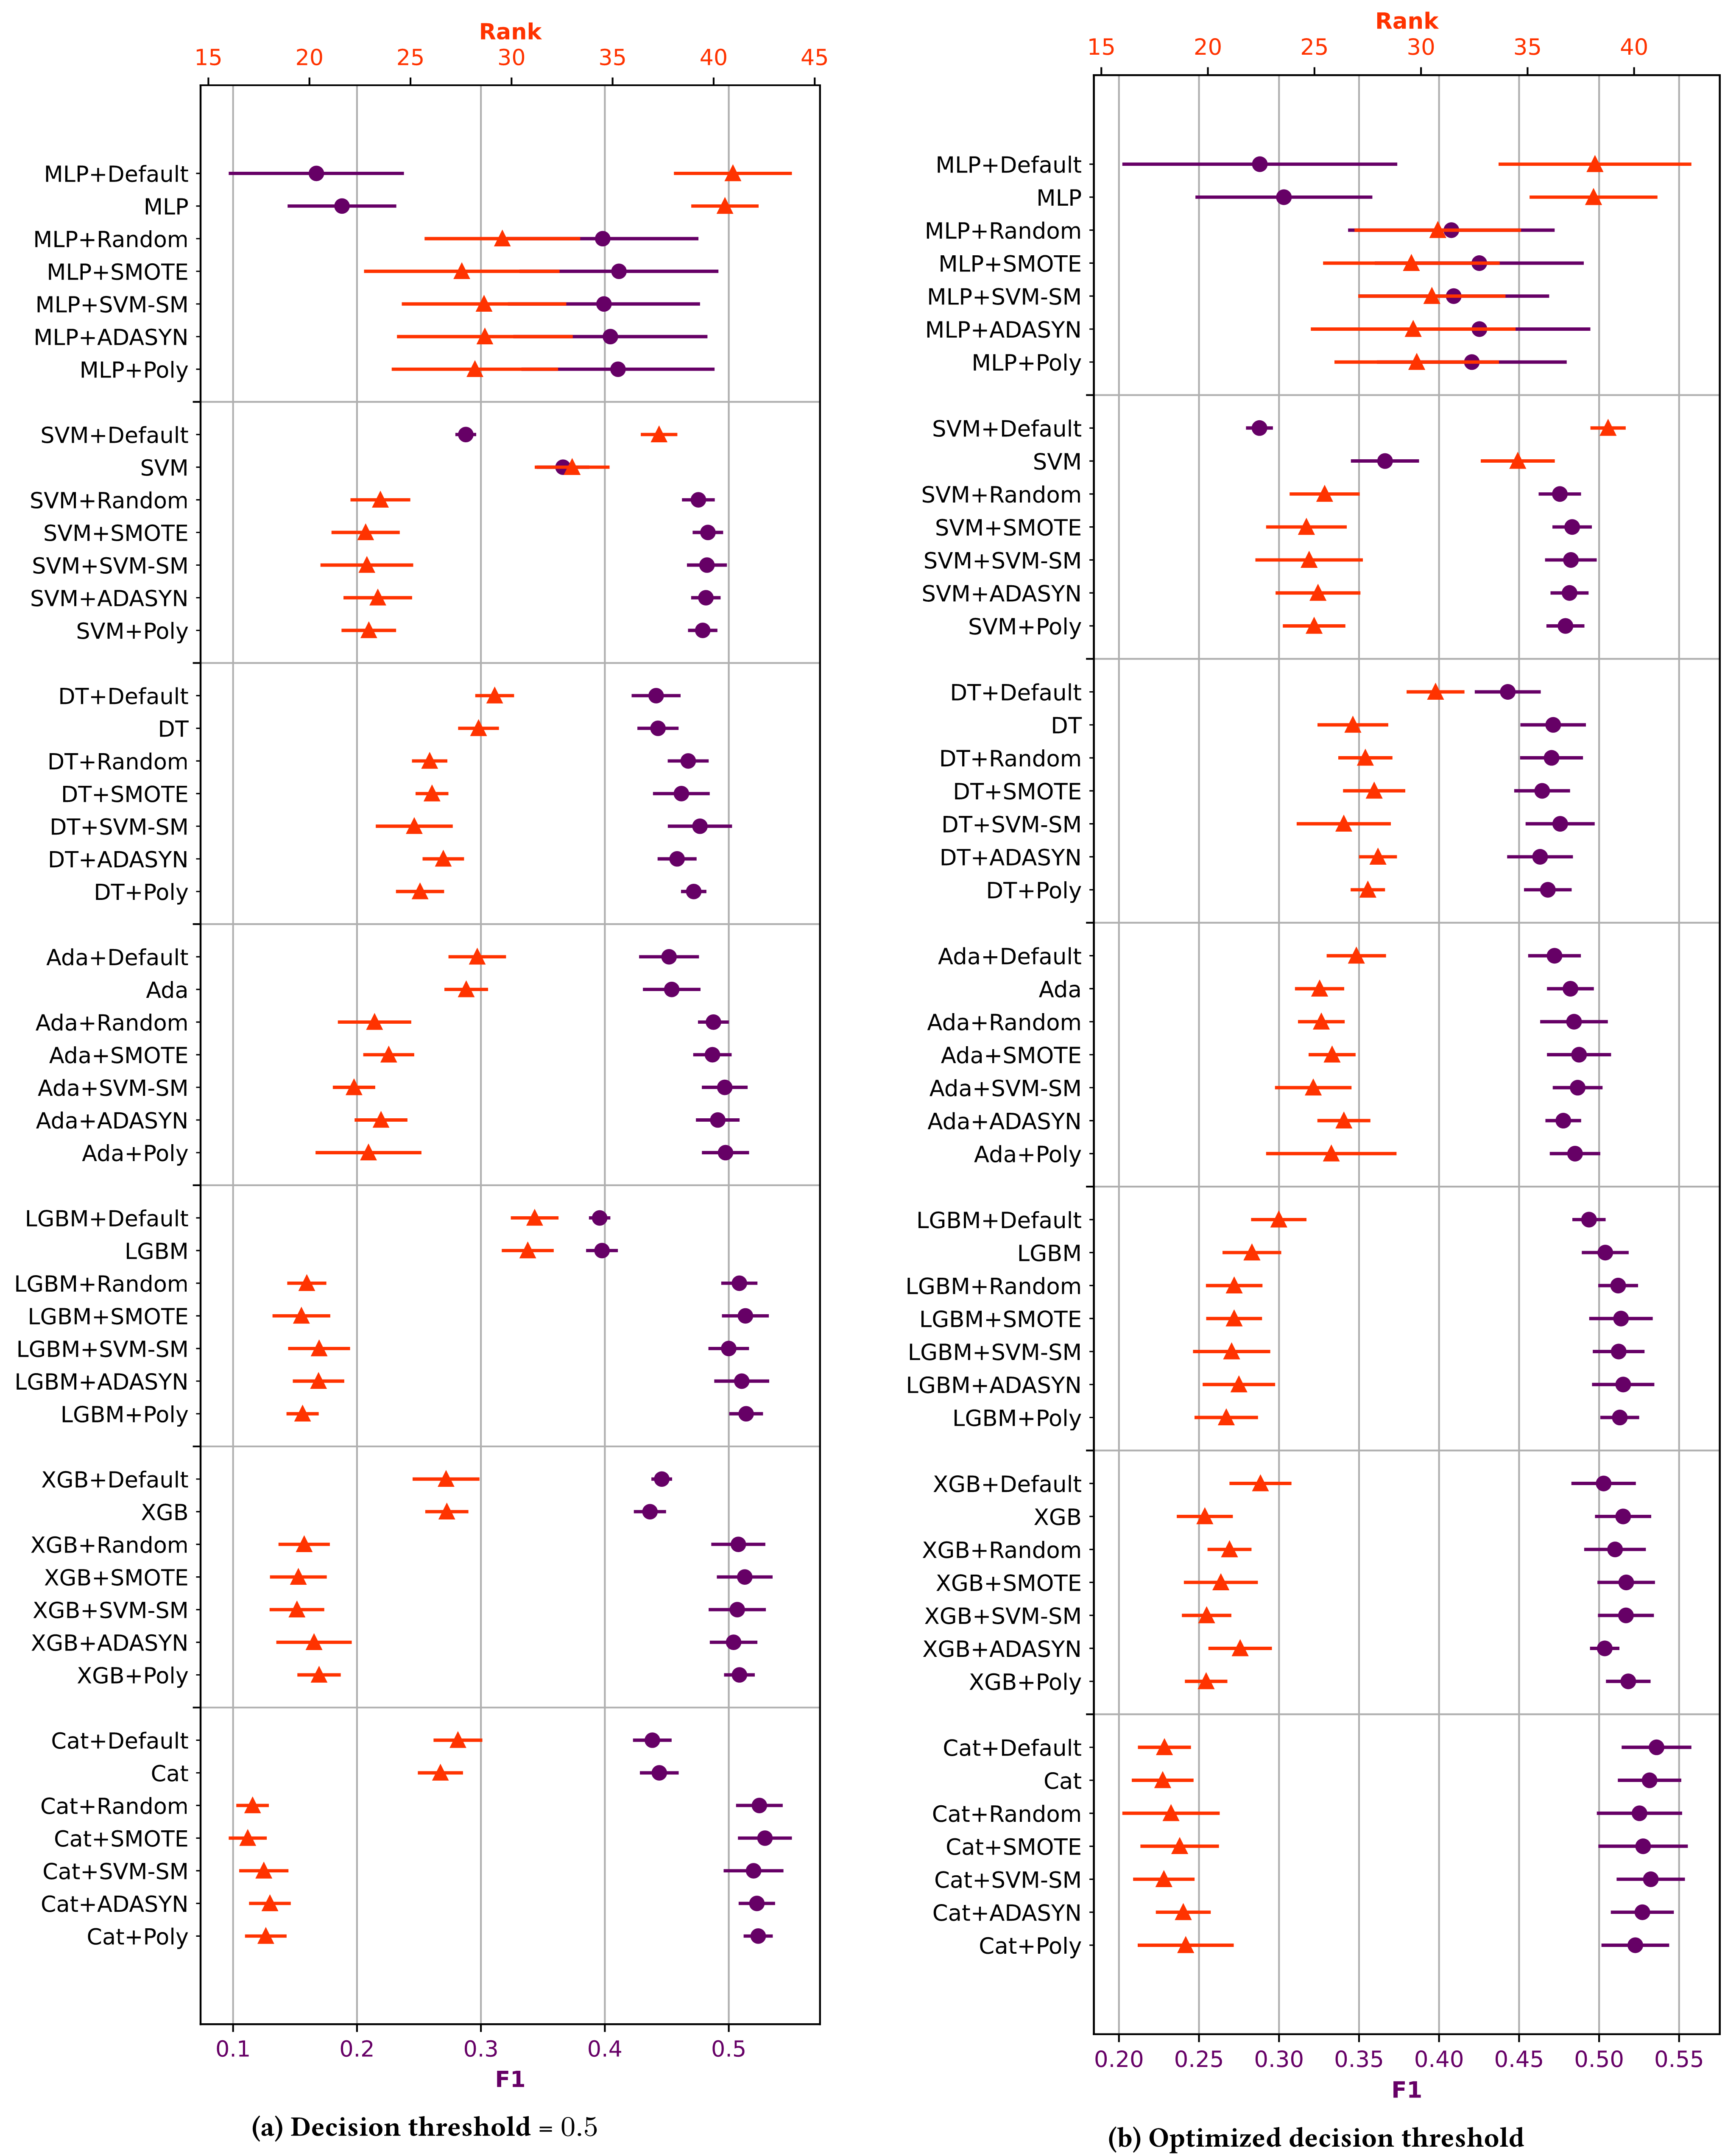 Rank
15 20 25 30 35 40 45
MLP+Default
MLP
MLP+Random
MLP+SMOTE
MLP+SVM-SM
MLP+ADASYN
MLP+Poly
SVM+Default
SVM
SVM+Random
SVM+SMOTE
SVM+SVM-SM
SVM+ADASYN
SVM+Poly
DT+Default
DT
DT+Random
DT+SMOTE
DT+SVM-SM
DT+ADASYN
DT+Poly
Ada+Default
Ada
Ada+Random
Ada+SMOTE
Ada+SVM-SM
Ada+ADASYN
Ada+Poly
LGBM+Default
LGBM
LGBM+Random
LGBM+SMOTE
LGBM+SVM-SM
LGBM+ADASYN
LGBM+Poly
XGB+Default
XGB
XGB+Random
XGB+SMOTE
XGB+SVM-SM
XGB+ADASYN
XGB+Poly
Cat+Default
Cat
Cat+Random
Cat+SMOTE
Cat+SVM-SM
Cat+ADASYN
Cat+Poly
0.1 0.2 0.3 0.4 0.5
F1
(a) Decision threshold = 0.5
Rank
15 20 25 30 35 40
MLP+Default
MLP
MLP+Random
MLP+SMOTE
MLP+SVM-SM
MLP+ADASYN
MLP+Poly
SVM+Default
SVM
SVM+Random
SVM+SMOTE
SVM+SVM-SM
SVM+ADASYN
SVM+Poly
DT+Default
DT
DT+Random
DT+SMOTE
DT+SVM-SM
DT+ADASYN
DT+Poly
Ada+Default
Ada
Ada+Random
Ada+SMOTE
Ada+SVM-SM
Ada+ADASYN
Ada+Poly
LGBM+Default
LGBM
LGBM+Random
LGBM+SMOTE
LGBM+SVM-SM
LGBM+ADASYN
LGBM+Poly
XGB+Default
XGB
XGB+Random
XGB+SMOTE
XGB+SVM-SM
XGB+ADASYN
XGB+Poly
Cat+Default
Cat
Cat+Random
Cat+SMOTE
Cat+SVM-SM
Cat+ADASYN
Cat+Poly
0.20 0.25 0.30 0.35 0.40 0.45 0.50 0.55
F1
(b) Optimized decision threshold